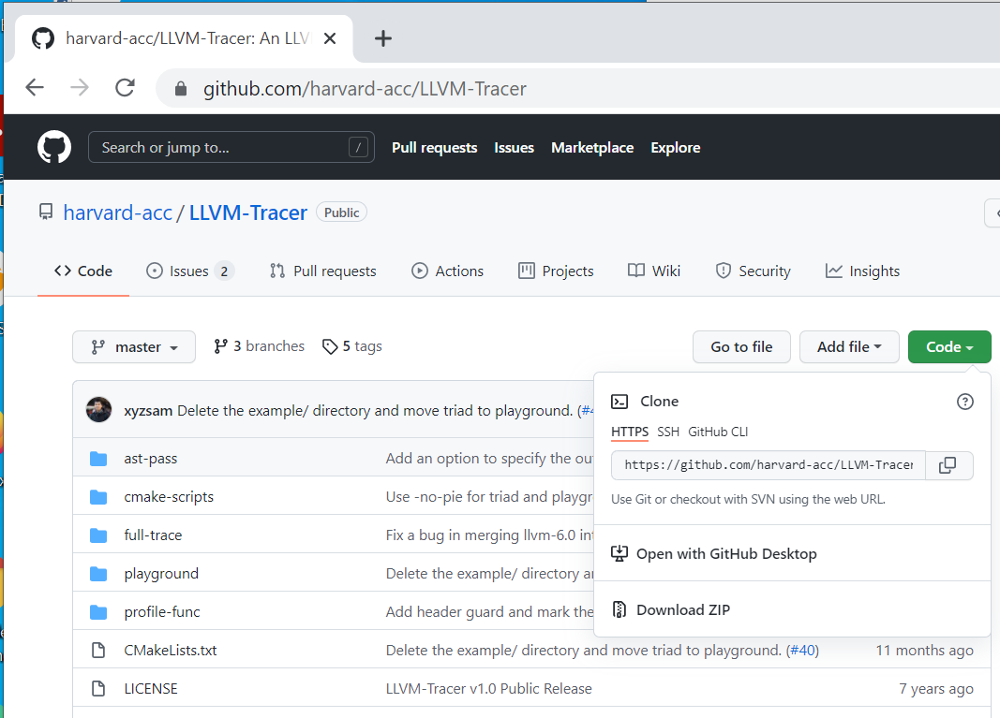 harvard-acc/LLVM-Tracer: An LLV
github.com/harvard-acc/LLVM-Tracer
Search or jump to... / Pull requests Issues Marketplace Explore
harvard-acc / LLVM-Tracer Public
Code Issues 2 Pull requests Actions Projects Wiki Security Insights
master 3 branches 5 tags Go to file Add file Code
xyzsam Delete the example/ directory and move triad to playground. (#4
Clone
HTTPS SSH GitHub CLI
https://github.com/harvard-acc/LLVM-Tracer
Use Git or checkout with SVN using the web URL.
Open with GitHub Desktop
Download ZIP
ast-pass Add an option to specify the ou
cmake-scripts Use -no-pie for triad and playgr
full-trace Fix a bug in merging llvm-6.0 int
playground Delete the example/ directory a
profile-func Add header guard and mark the
CMakeLists.txt Delete the example/ directory and move triad to playground. (#40) 11 months ago
LICENSE LLVM-Tracer v1.0 Public Release 7 years ago